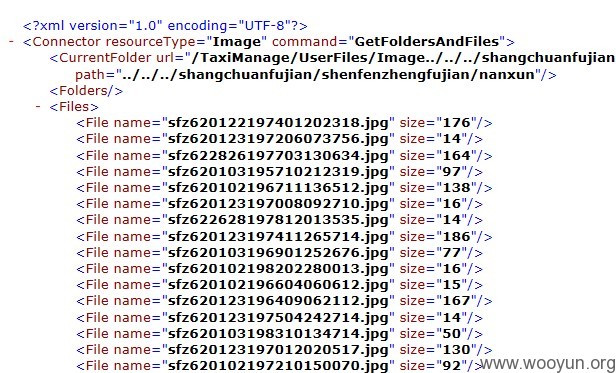 <?xml version="1.0" encoding="UTF-8"?>
- <Connector resourceType="Image" command="GetFoldersAndFiles">
<CurrentFolder url="/TaxiManage/UserFiles/Image../../../shangchuanfujian
path="../../../shangchuanfujian/shenfenzhengfujian/nanxun"/>
<Folders/>
- <Files>
<File name="sfz620122197401202318.jpg" size="176"/>
<File name="sfz620123197206073756.jpg" size="14"/>
<File name="sfz622826197703130634.jpg" size="164"/>
<File name="sfz620103195710212319.jpg" size="97"/>
<File name="sfz620102196711136512.jpg" size="138"/>
<File name="sfz620123197008092710.jpg" size="16"/>
<File name="sfz622628197812013535.jpg" size="14"/>
<File name="sfz620123197411265714.jpg" size="186"/>
<File name="sfz620103196901252676.jpg" size="77"/>
<File name="sfz620102198202280013.jpg" size="16"/>
<File name="sfz620102196604060612.jpg" size="15"/>
<File name="sfz620123196409062112.jpg" size="167"/>
<File name="sfz620123197504242714.jpg" size="14"/>
<File name="sfz620103198310134714.jpg" size="50"/>
<File name="sfz620123197012020517.jpg" size="130"/>
<File name="sfz620102197210150070.jpg" size="92"/>
www.wooyun.org